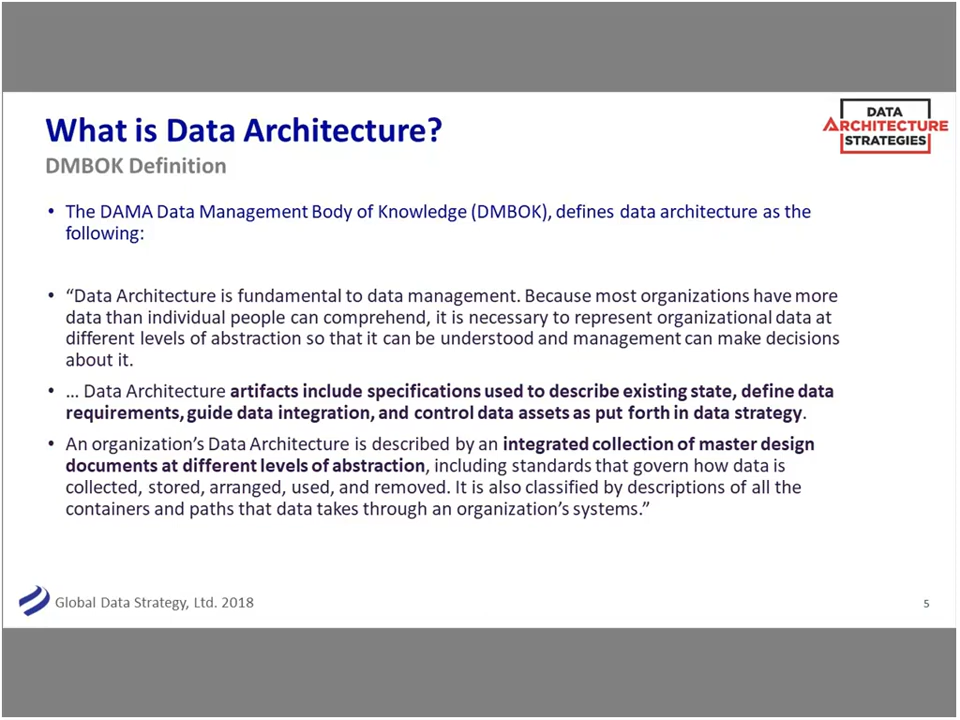 What is Data Architecture?
DMBOK Definition
DATA
ARCHITECTURE
STRATEGIES
• The DAMA Data Management Body of Knowledge (DMBOK), defines data architecture as the
following:
• “Data Architecture is fundamental to data management. Because most organizations have more
data than individual people can comprehend, it is necessary to represent organizational data at
different levels of abstraction so that it can be understood and management can make decisions
about it.
• … Data Architecture artifacts include specifications used to describe existing state, define data
requirements, guide data integration, and control data assets as put forth in data strategy.
• An organization’s Data Architecture is described by an integrated collection of master design
documents at different levels of abstraction, including standards that govern how data is
collected, stored, arranged, used, and removed. It is also classified by descriptions of all the
containers and paths that data takes through an organization’s systems.”
Global Data Strategy, Ltd. 2018
5